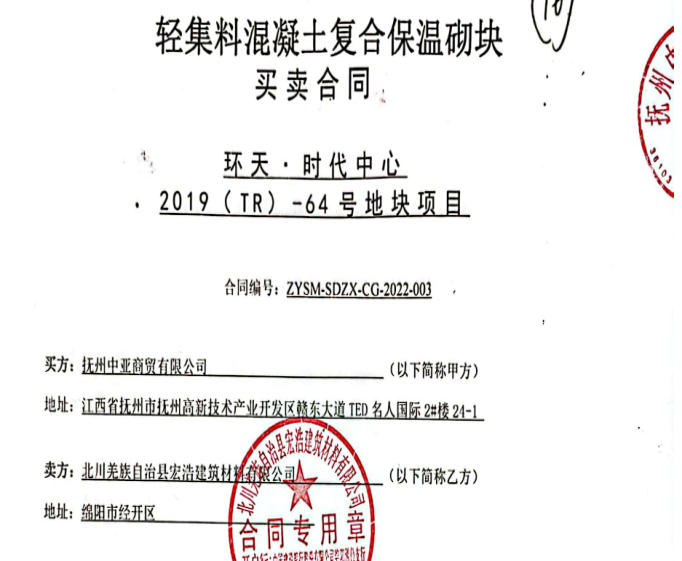 轻集料混凝土复合保温砌块
买卖合同
环天·时代中心
2019（TR）-64号地块项目
合同编号：ZYSM-SDZX-CG-2022-003
买方：抚州中亚商贸有限公司（以下简称甲方）
地址：江西省抚州市抚州高新技术产业开发区赣东大道TED名人国际2#楼24-1
卖方：北川羌族自治县宏浩建筑材料有限公司（以下简称乙方）
地址：绵阳市经开区
北川羌族自治县宏浩建筑材料有限公司
合同专用章
抚州
36103